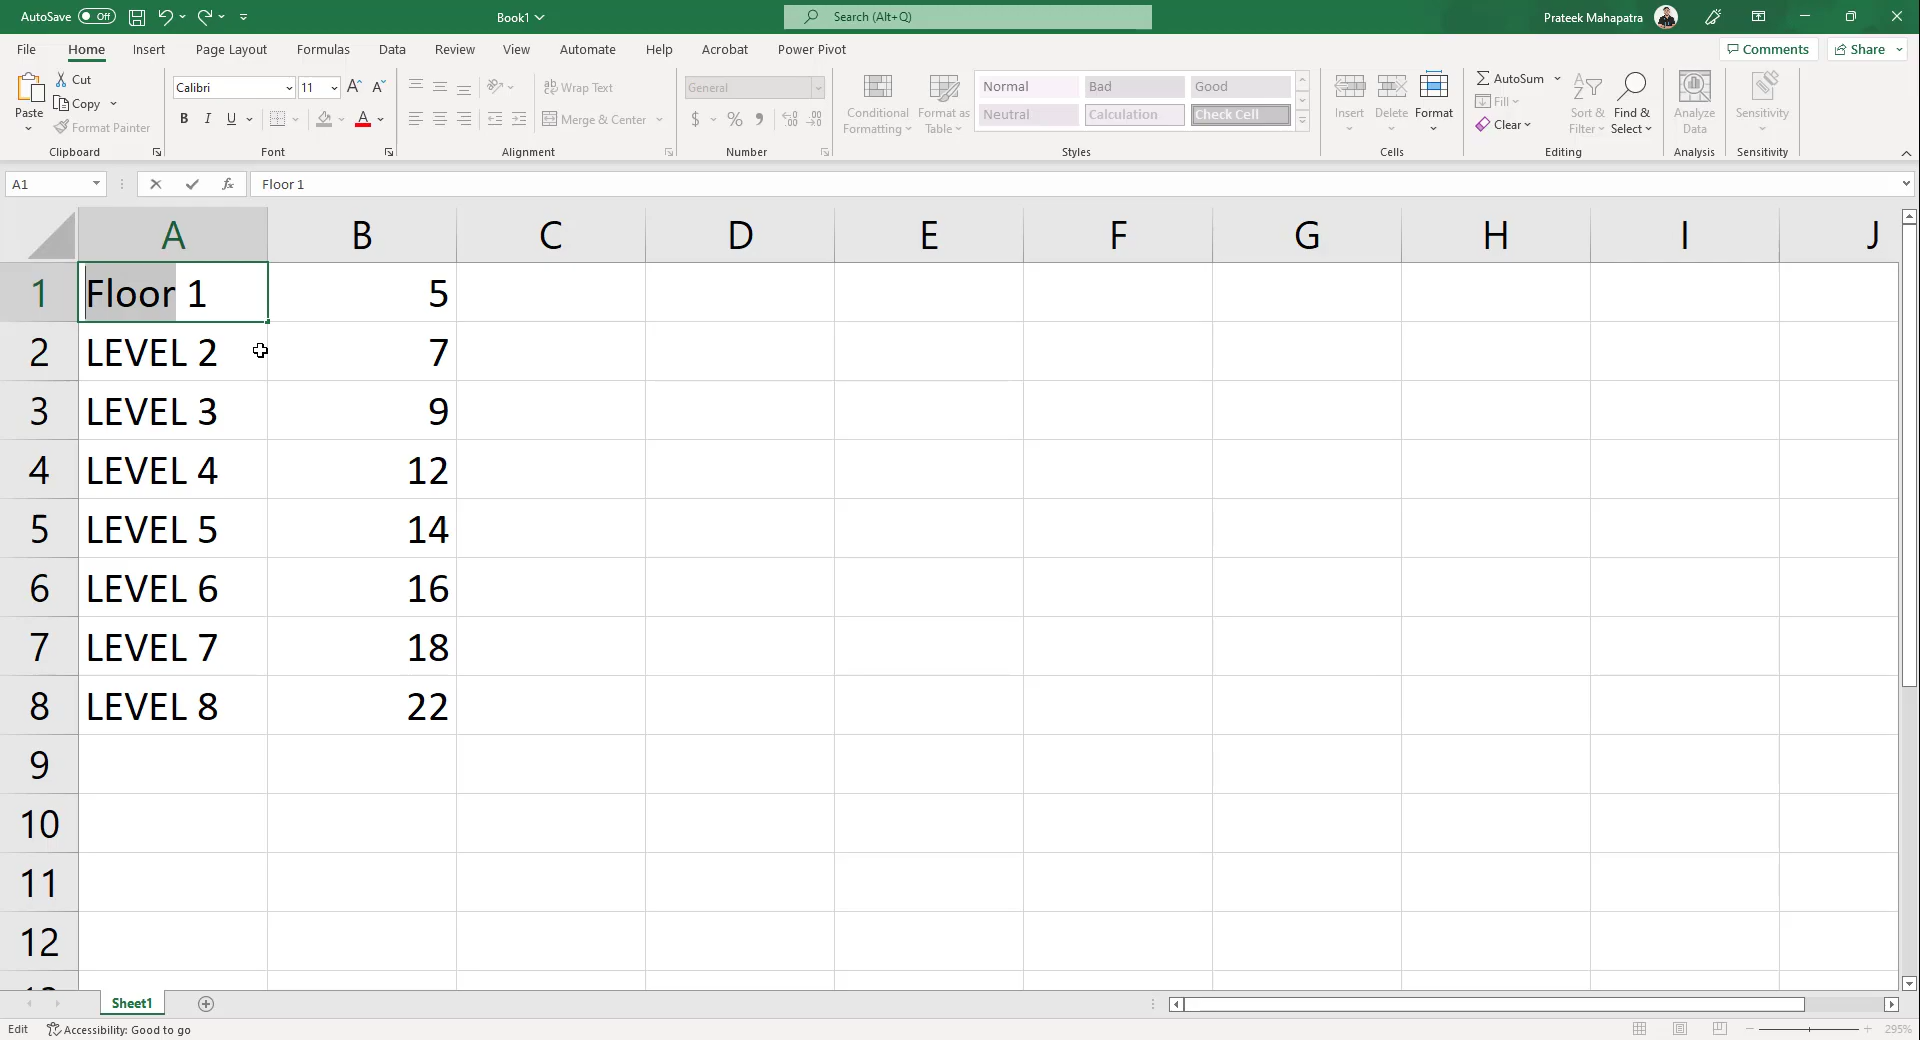 AutoSave Off Book1 Search (Alt+Q) Prateek Mahapatra
File Home Insert Page Layout Formulas Data Review View Automate Help Acrobat Power Pivot Comments Share
Paste
Cut
Copy
Format Painter
Clipboard
Calibri 11 A A
B I U A
Font
ab Wrap Text
Merge & Center
Alignment
General
$ % ,
Number
Conditional
Formatting
Format as
Table
Normal Bad Good
Neutral Calculation Check Cell
Styles
Insert Delete Format
Cells
AutoSum
Fill
Clear
Sort &
Filter
Find &
Select
Editing
Analyze
Data
Analysis
Sensitivity
Sensitivity
A1 fx Floor 1
A B C D E F G H I J
1 Floor 1 5
2 LEVEL 2 7
3 LEVEL 3 9
4 LEVEL 4 12
5 LEVEL 5 14
6 LEVEL 6 16
7 LEVEL 7 18
8 LEVEL 8 22
9
10
11
12
Sheet1
Edit Accessibility: Good to go 295%